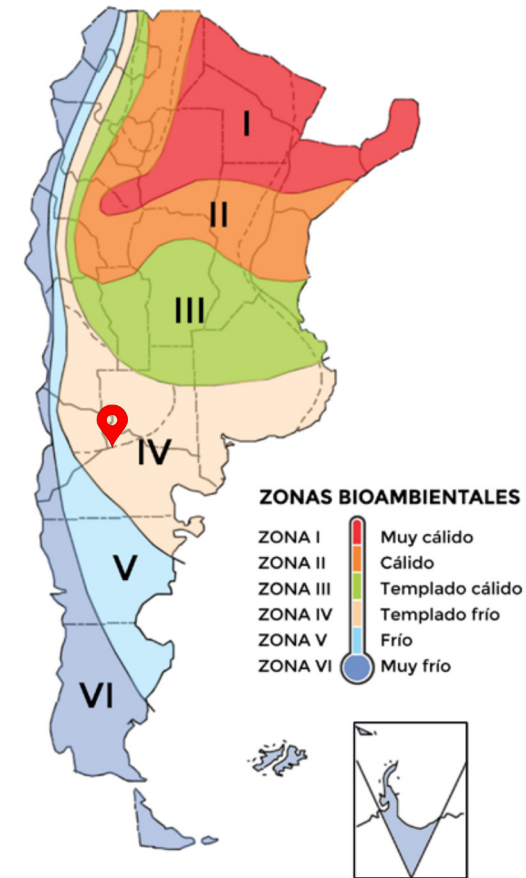 I
II
III
IV
V
VI
ZONAS BIOAMBIENTALES
ZONA I Muy cálido
ZONA II Cálido
ZONA III Templado cálido
ZONA IV Templado frío
ZONA V Frío
ZONA VI Muy frío